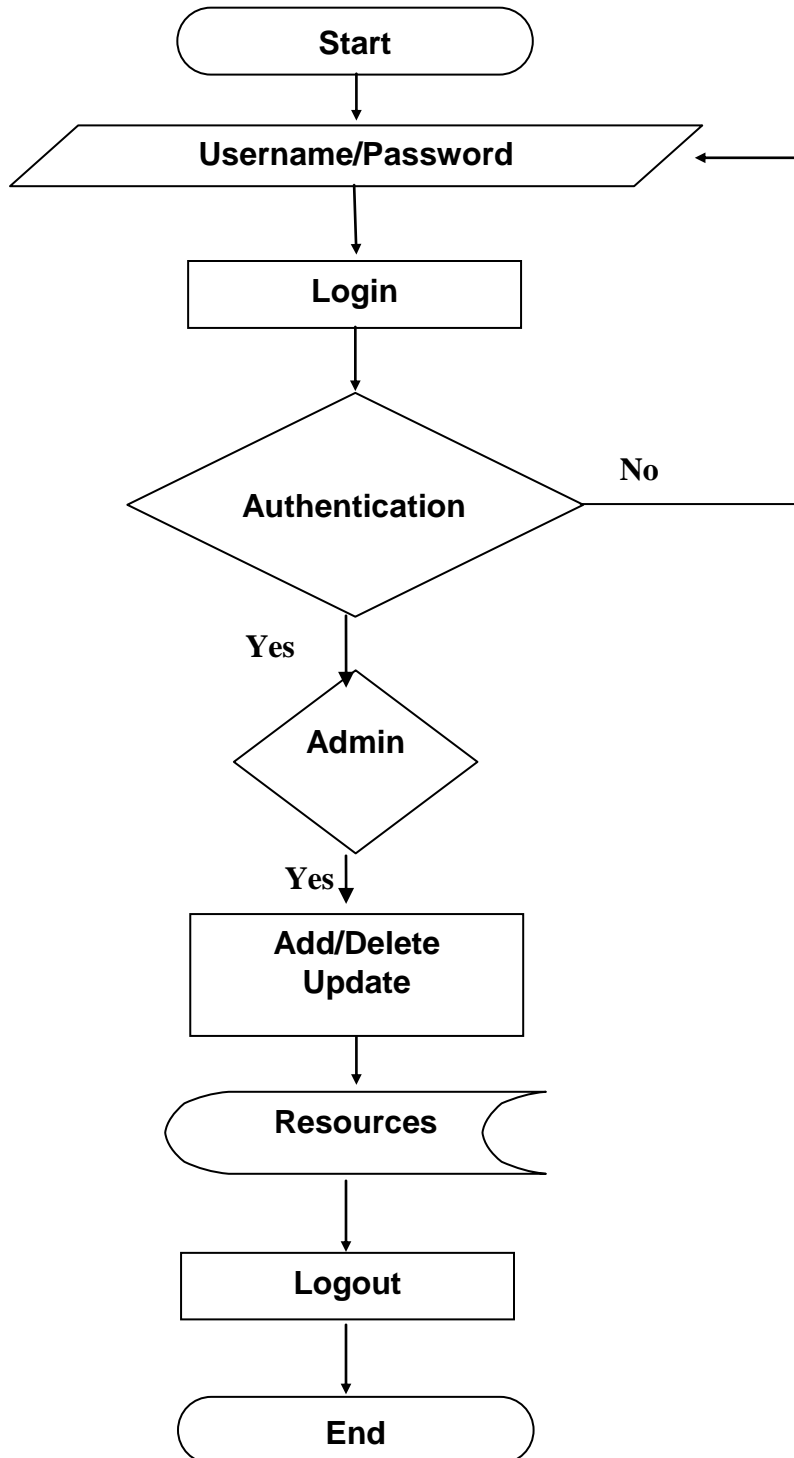 Start
Username/Password
Login
No
Authentication
Yes
Admin
Yes
Add/Delete
Update
Resources
Logout
End